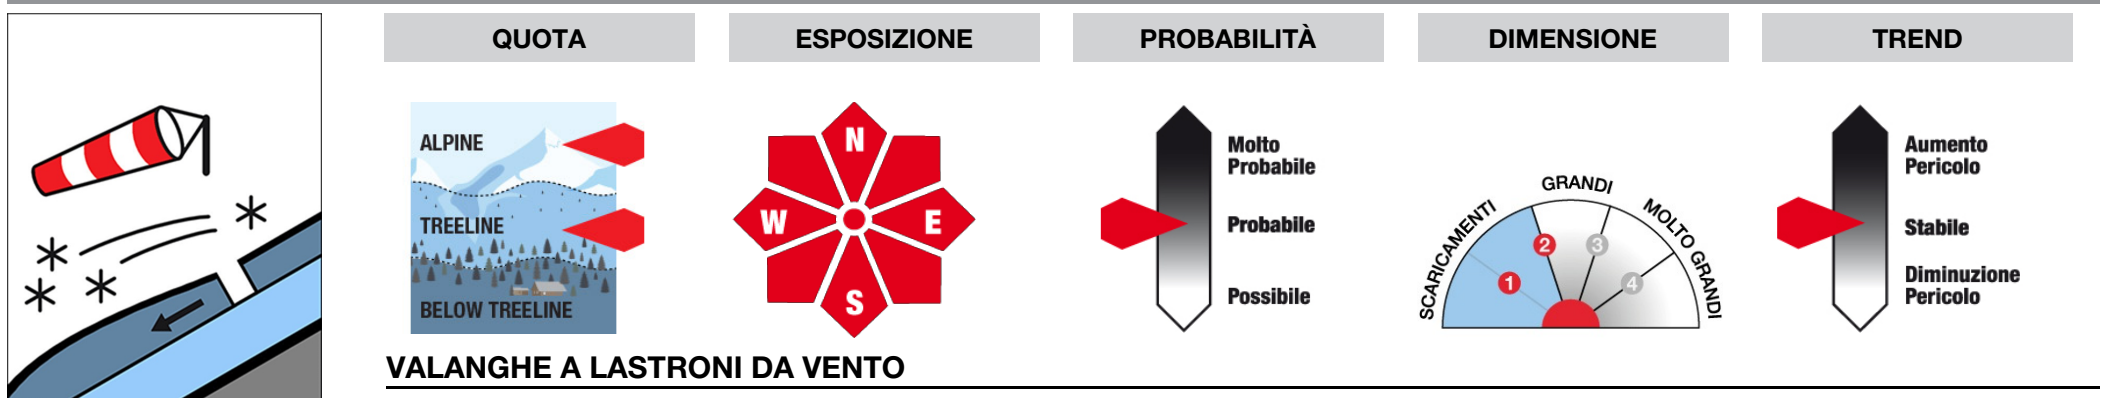 QUOTA
ESPOSIZIONE
PROBABILITÀ
DIMENSIONE
TREND
ALPINE
TREELINE
BELOW TREELINE
N
W
E
S
Molto
Probabile
Probabile
Possibile
SCARICAMENTI
GRANDI
MOLTO GRANDI
1
2
3
4
Aumento
Pericolo
Stabile
Diminuzione
Pericolo
VALANGHE A LASTRONI DA VENTO